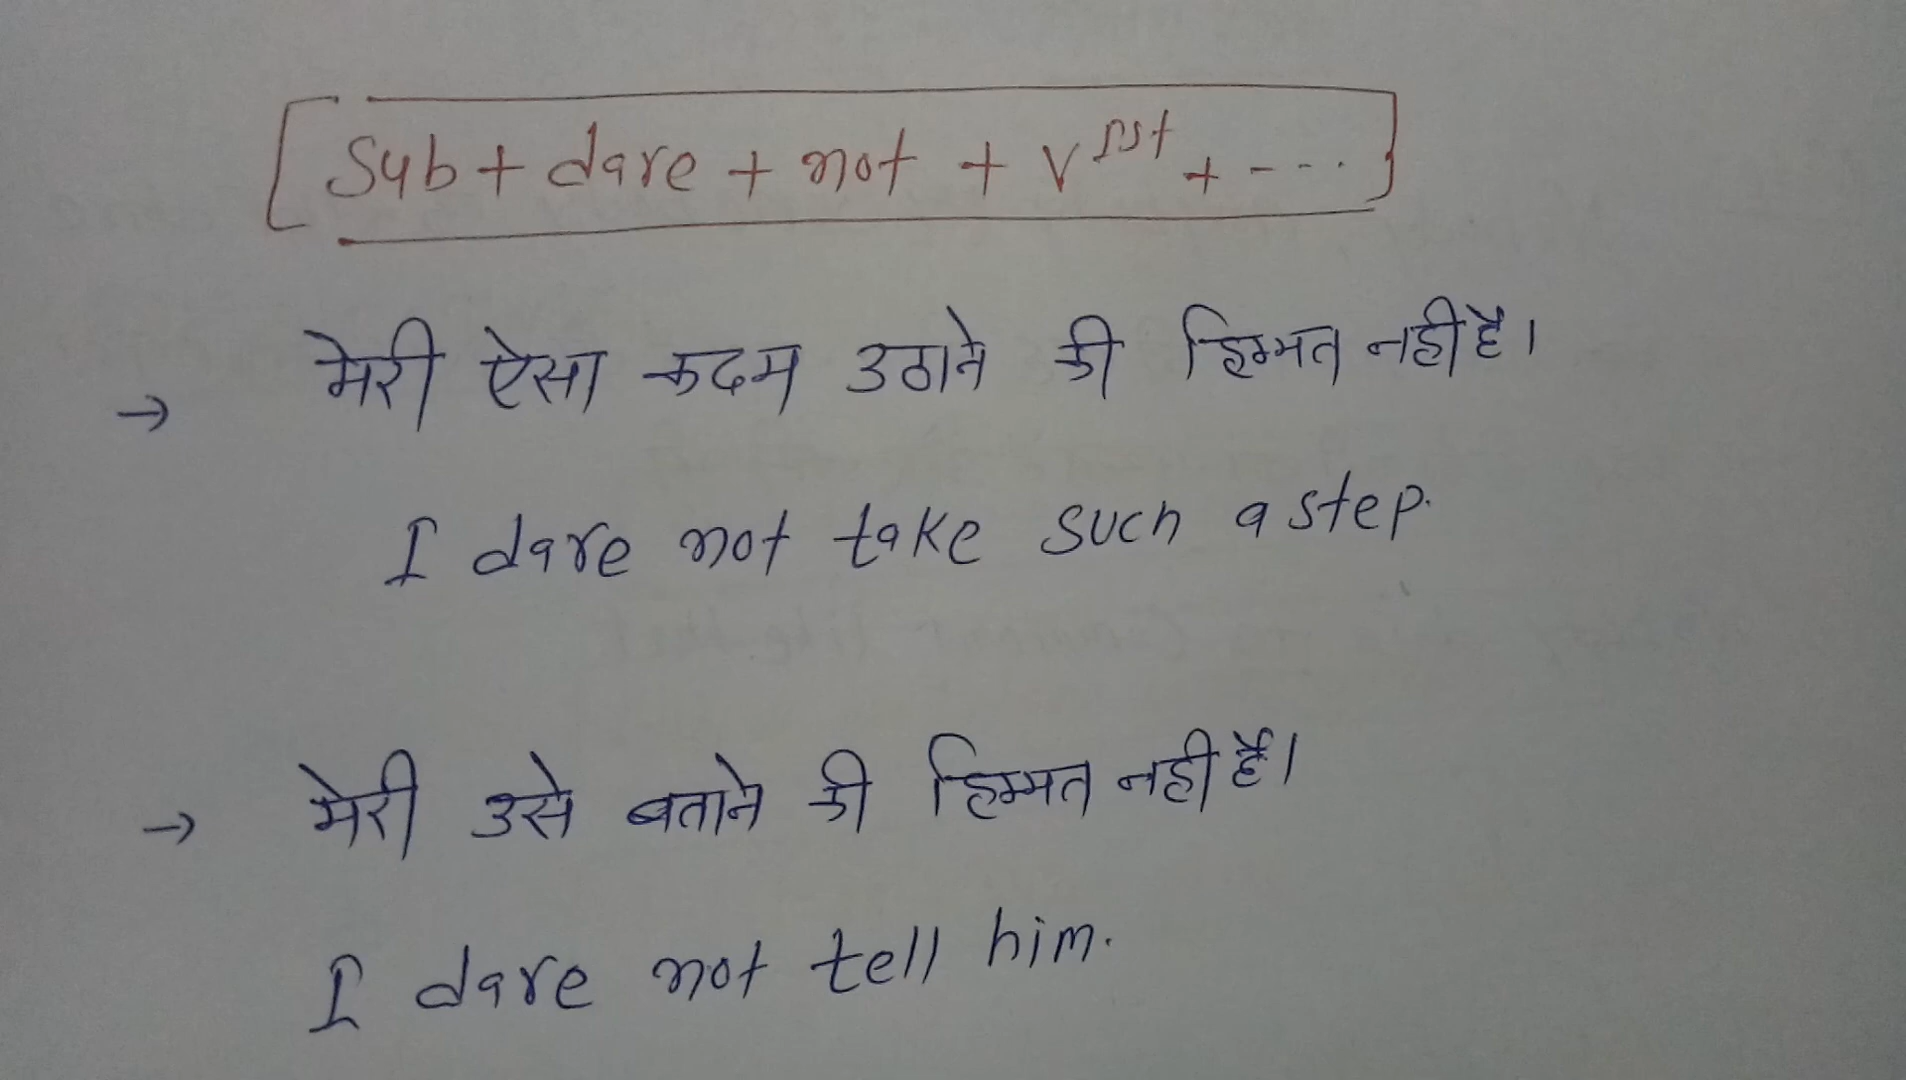 [Sub + dare + not + V Ist + ----]
→ मेरी ऐसा कदम उठाने की हिम्मत नही है।
I dare not take such a step.
→ मेरी उसे बताने की हिम्मत नही है।
I dare not tell him.